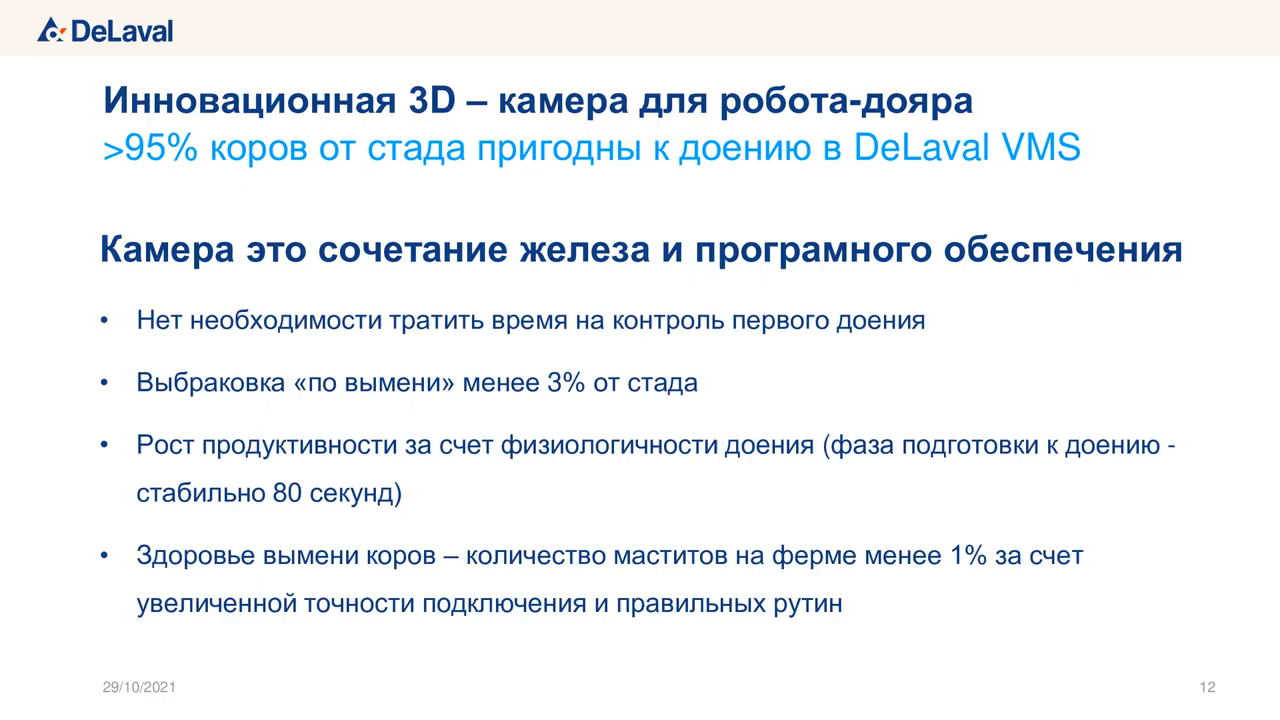 DeLaval
Инновационная 3D – камера для робота-дояра
>95% коров от стада пригодны к доению в DeLaval VMS
Камера это сочетание железа и програмного обеспечения
• Нет необходимости тратить время на контроль первого доения
• Выбраковка «по вымени» менее 3% от стада
• Рост продуктивности за счет физиологичности доения (фаза подготовки к доению -
стабильно 80 секунд)
• Здоровье вымени коров – количество маститов на ферме менее 1% за счет
увеличенной точности подключения и правильных рутин
29/10/2021
12